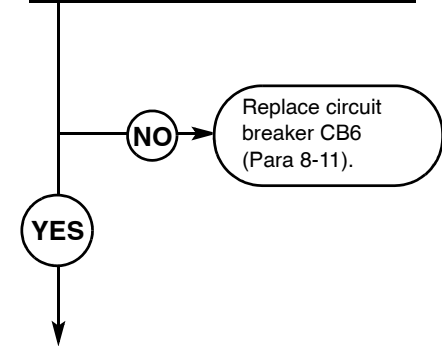 Replace circuit
breaker CB6
(Para 8-11).
NO
YES